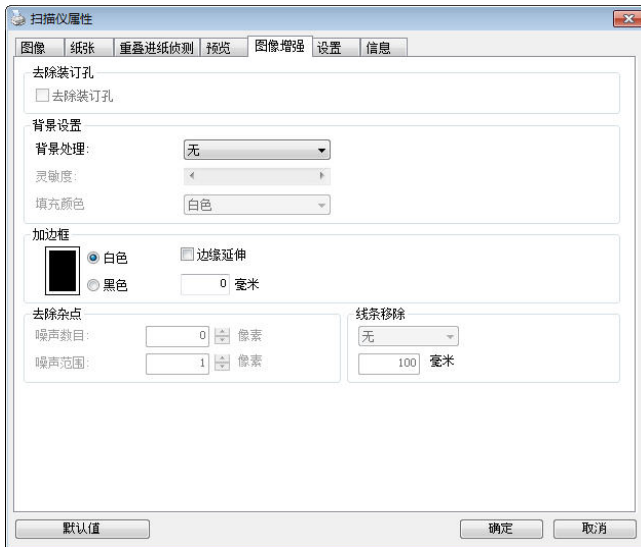 扫描仪属性
图像 纸张 重叠进纸侦测 预览 图像增强 设置 信息
去除装订孔
去除装订孔
背景设置
背景处理: 无
灵敏度:
填充颜色 白色
加边框
白色 边缘延伸
黑色 0 毫米
去除杂点 线条移除
噪声数目: 0 像素 无
噪声范围: 1 像素 100 毫米
默认值 确定 取消